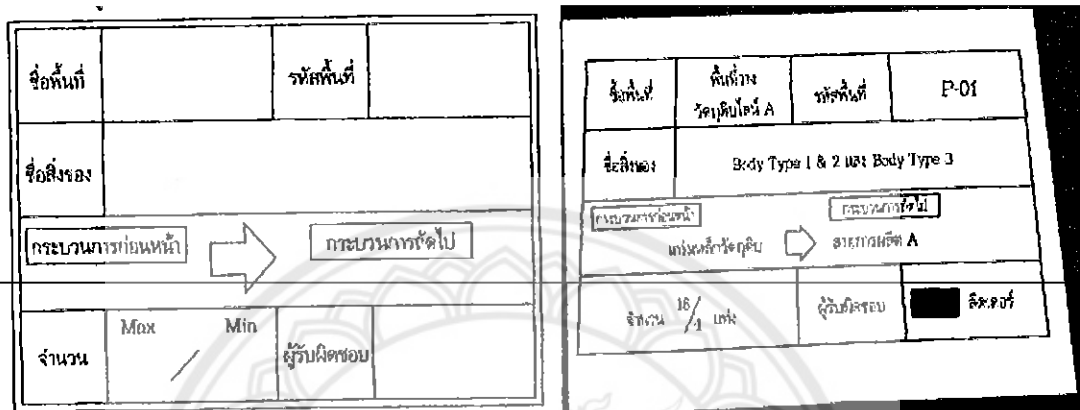 ชื่อพื้นที่
รหัสพื้นที่
ชื่อสิ่งของ
กระบวนการก่อนหน้า
กระบวนการถัดไป
จำนวน
Max / Min
ผู้รับผิดชอบ
ชื่อพื้นที่
พื้นที่วาง
วัตถุดิบไลน์ A
รหัสพื้นที่
P-01
ชื่อสิ่งของ
Body Type 1 & 2 และ Body Type 3
กระบวนการก่อนหน้า
กระบวนการถัดไป
แท่งเหล็กวัตถุดิบ
สายการผลิต A
จำนวน
16/1 แท่ง
ผู้รับผิดชอบ
ลีดเดอร์